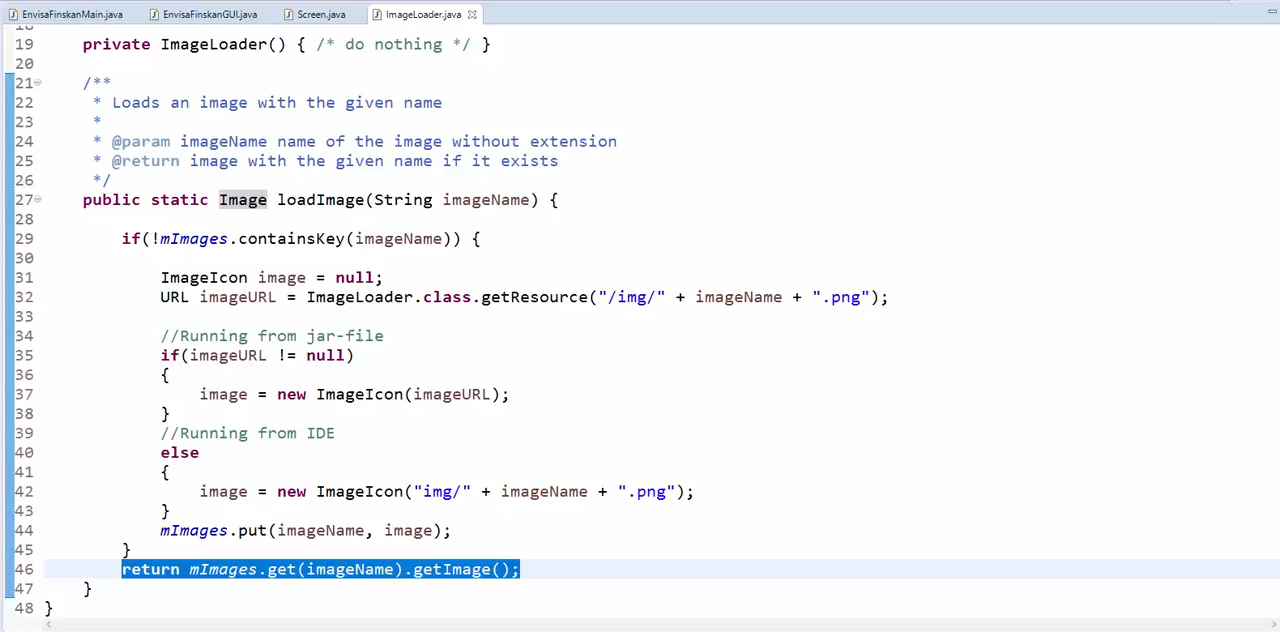 EnvisaFinskanMain.java EnvisaFinskanGUI.java Screen.java ImageLoader.java
18
19 private ImageLoader() { /* do nothing */ }
20
21 /**
22 * Loads an image with the given name
23 *
24 * @param imageName name of the image without extension
25 * @return image with the given name if it exists
26 */
27 public static Image loadImage(String imageName) {
28
29 if(!mImages.containsKey(imageName)) {
30
31 ImageIcon image = null;
32 URL imageURL = ImageLoader.class.getResource("/img/" + imageName + ".png");
33
34 //Running from jar-file
35 if(imageURL != null)
36 {
37 image = new ImageIcon(imageURL);
38 }
39 //Running from IDE
40 else
41 {
42 image = new ImageIcon("img/" + imageName + ".png");
43 }
44 mImages.put(imageName, image);
45 }
46 return mImages.get(imageName).getImage();
47 }
48 }